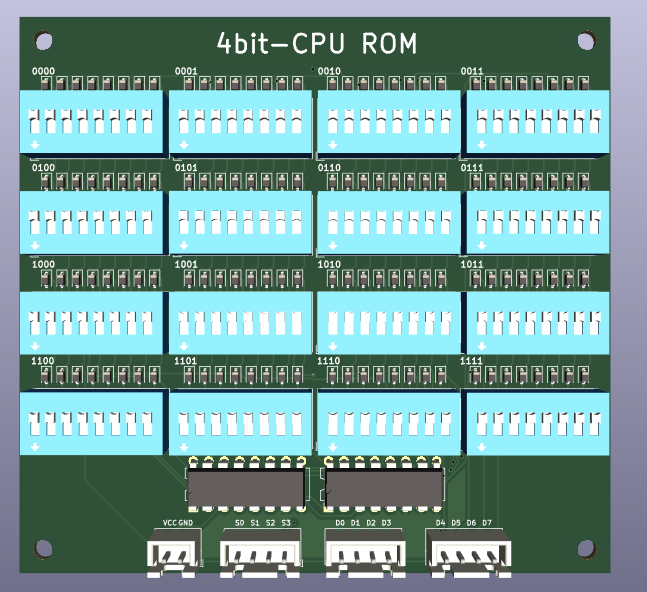 4bit-CPU ROM
0000 0001 0010 0011
0100 0101 0110 0111
1000 1001 1010 1011
1100 1101 1110 1111
VCC GND S0 S1 S2 S3 D0 D1 D2 D3 D4 D5 D6 D7